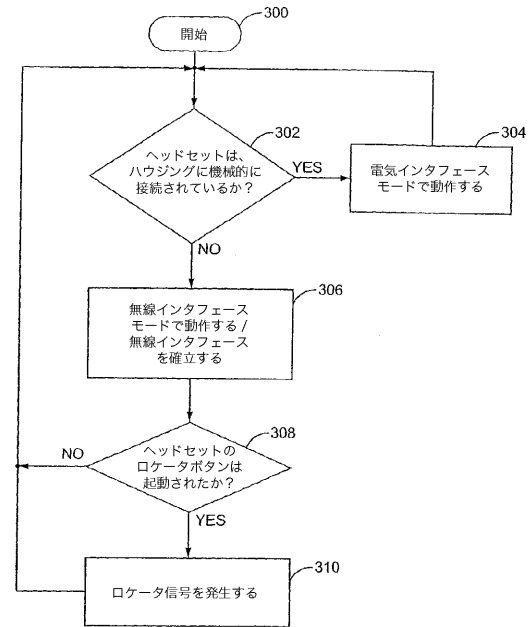 300
開始
302
ヘッドセットは、
ハウジングに機械的に
接続されているか？
YES
304
電気インタフェース
モードで動作する
NO
306
無線インタフェース
モードで動作する /
無線インタフェース
を確立する
308
ヘッドセットの
ロケータボタンは
起動されたか？
NO
YES
310
ロケータ信号を発生する